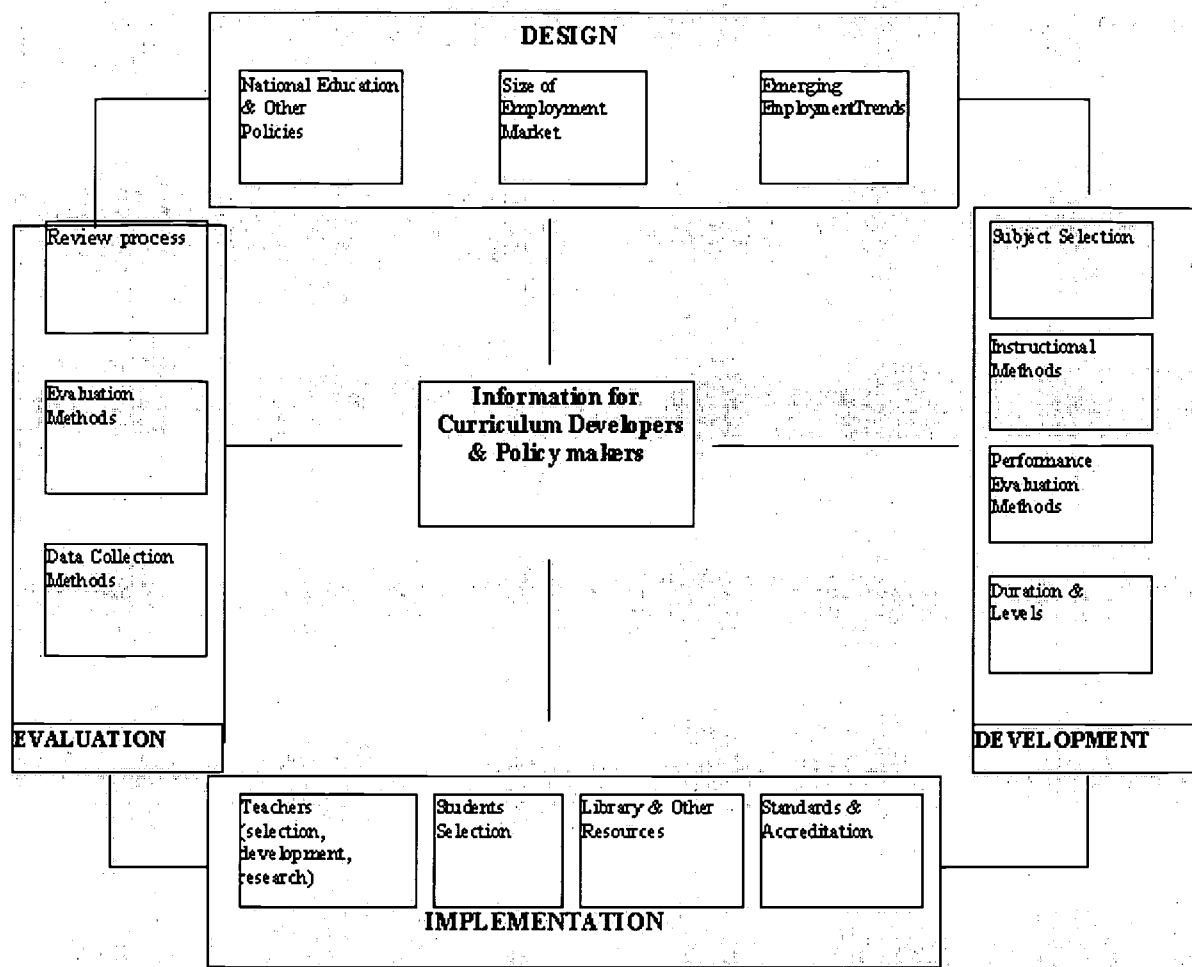 DESIGN
National Education
& Other
Policies
Size of
Employment
Market
Emerging
EmploymentTrends
Review process
Evaluation
Methods
Data Collection
Methods
EVALUATION
Information for
Curriculum Developers
& Policy makers
Subject Selection
Instructional
Methods
Performance
Evaluation
Methods
Duration &
Levels
DEVELOPMENT
Teachers
(selection,
development,
research)
Students
Selection
Library & Other
Resources
Standards &
Accreditation
IMPLEMENTATION